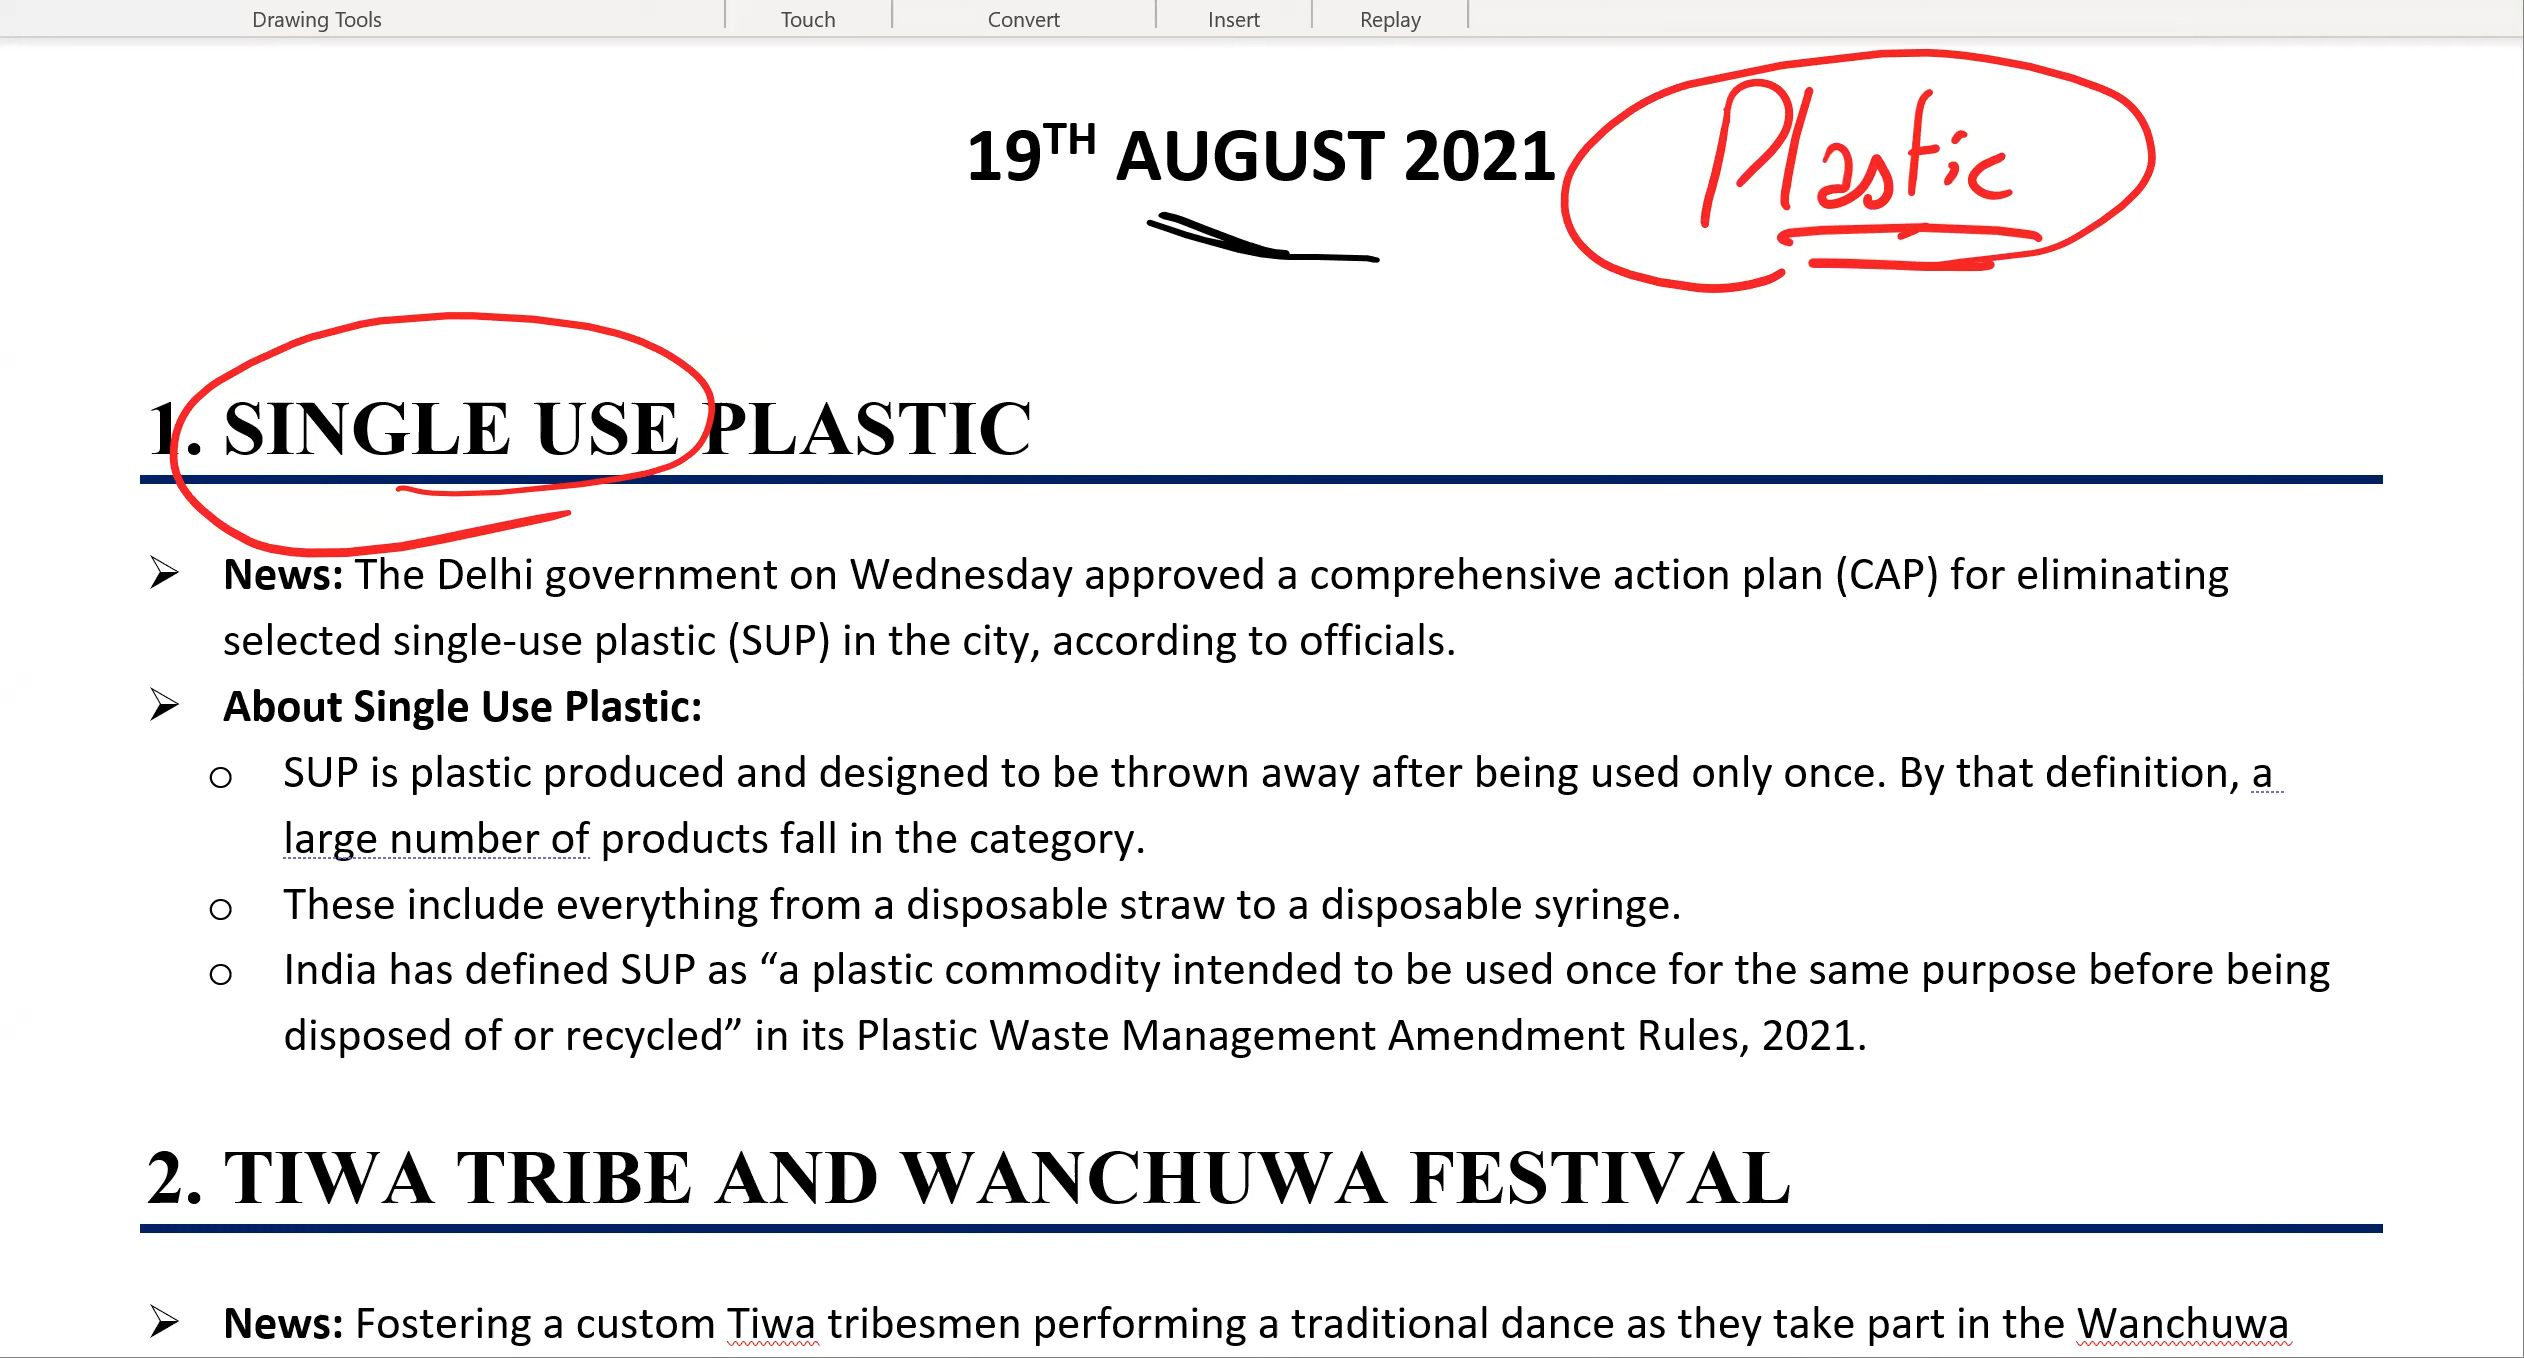 Drawing Tools Touch Convert Insert Replay
19TH AUGUST 2021 Plastic
1. SINGLE USE PLASTIC
➢ News: The Delhi government on Wednesday approved a comprehensive action plan (CAP) for eliminating
selected single-use plastic (SUP) in the city, according to officials.
➢ About Single Use Plastic:
o SUP is plastic produced and designed to be thrown away after being used only once. By that definition, a
large number of products fall in the category.
o These include everything from a disposable straw to a disposable syringe.
o India has defined SUP as “a plastic commodity intended to be used once for the same purpose before being
disposed of or recycled” in its Plastic Waste Management Amendment Rules, 2021.
2. TIWA TRIBE AND WANCHUWA FESTIVAL
➢ News: Fostering a custom Tiwa tribesmen performing a traditional dance as they take part in the Wanchuwa